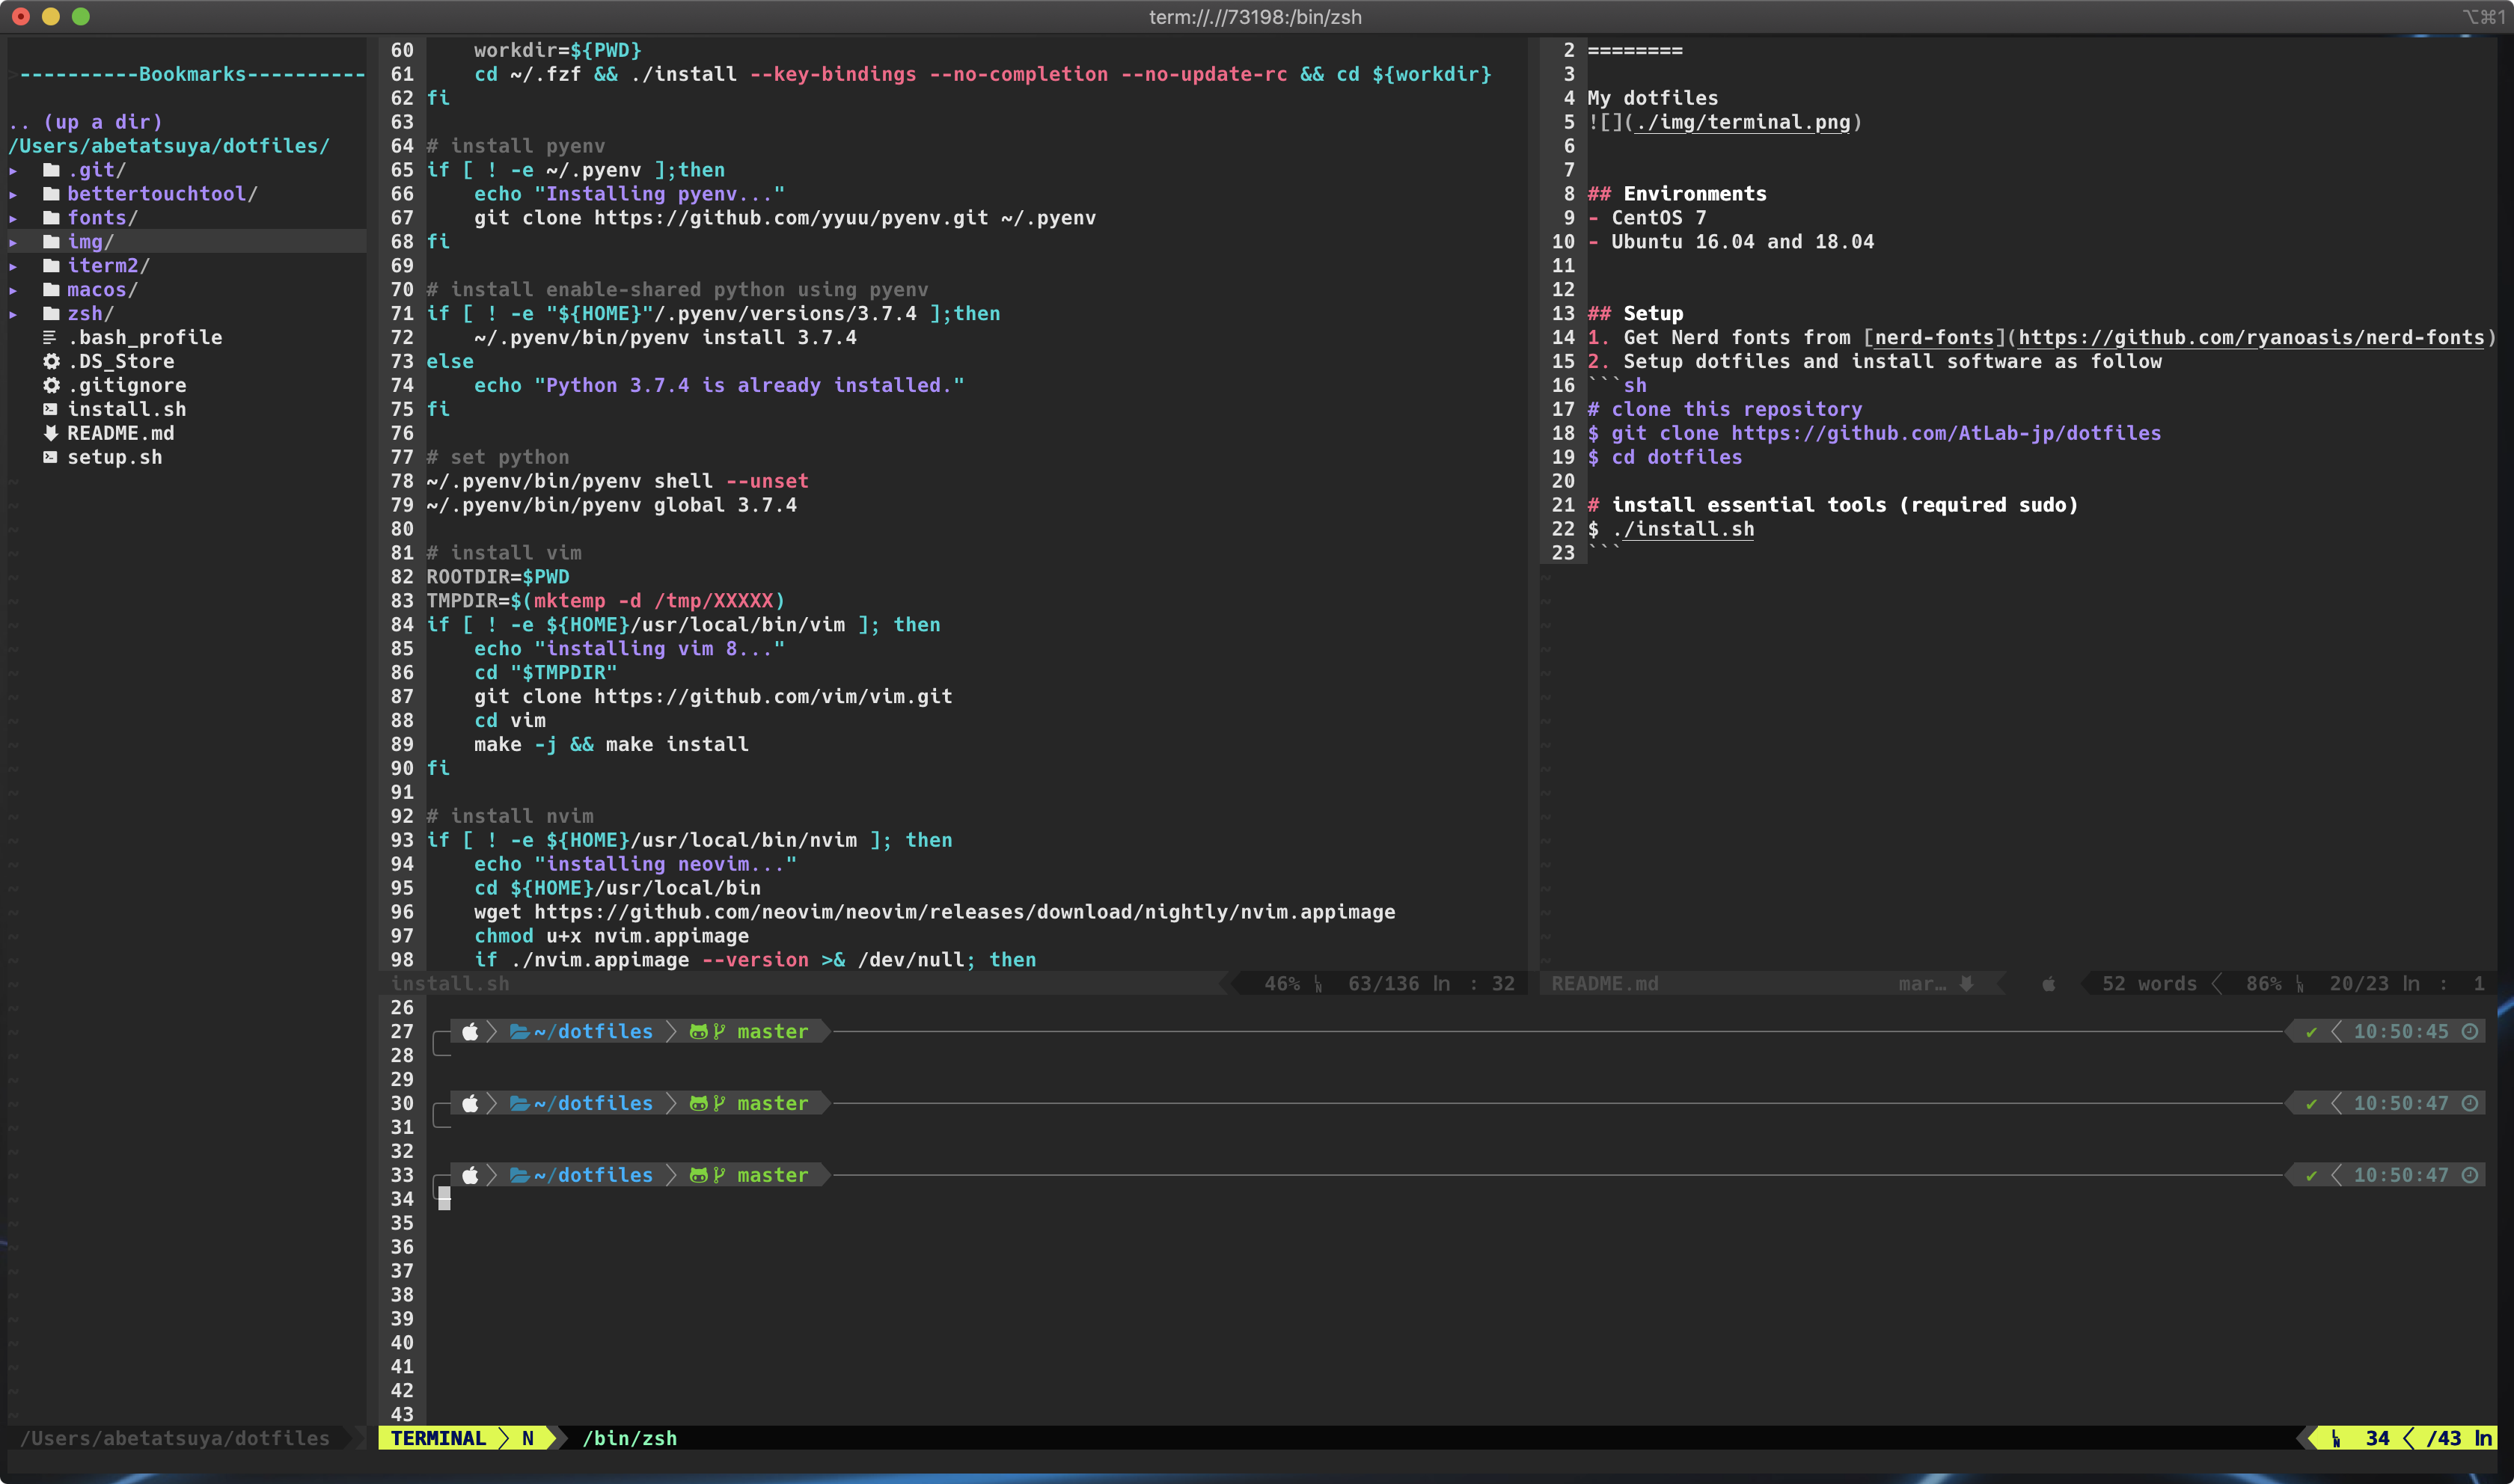 term://.//73198:/bin/zsh
⌥⌘1
>----------Bookmarks----------
.. (up a dir)
/Users/abetatsuya/dotfiles/
▸ .git/
▸ bettertouchtool/
▸ fonts/
▸ img/
▸ iterm2/
▸ macos/
▸ zsh/
.bash_profile
.DS_Store
.gitignore
install.sh
README.md
setup.sh
/Users/abetatsuya/dotfiles
60     workdir=${PWD}
61     cd ~/.fzf && ./install --key-bindings --no-completion --no-update-rc && cd ${workdir}
62 fi
63
64 # install pyenv
65 if [ ! -e ~/.pyenv ];then
66     echo "Installing pyenv..."
67     git clone https://github.com/yyuu/pyenv.git ~/.pyenv
68 fi
69
70 # install enable-shared python using pyenv
71 if [ ! -e "${HOME}"/.pyenv/versions/3.7.4 ];then
72     ~/.pyenv/bin/pyenv install 3.7.4
73 else
74     echo "Python 3.7.4 is already installed."
75 fi
76
77 # set python
78 ~/.pyenv/bin/pyenv shell --unset
79 ~/.pyenv/bin/pyenv global 3.7.4
80
81 # install vim
82 ROOTDIR=$PWD
83 TMPDIR=$(mktemp -d /tmp/XXXXX)
84 if [ ! -e ${HOME}/usr/local/bin/vim ]; then
85     echo "installing vim 8..."
86     cd "$TMPDIR"
87     git clone https://github.com/vim/vim.git
88     cd vim
89     make -j && make install
90 fi
91
92 # install nvim
93 if [ ! -e ${HOME}/usr/local/bin/nvim ]; then
94     echo "installing neovim..."
95     cd ${HOME}/usr/local/bin
96     wget https://github.com/neovim/neovim/releases/download/nightly/nvim.appimage
97     chmod u+x nvim.appimage
98     if ./nvim.appimage --version >& /dev/null; then
install.sh 46% LN 63/136 ln : 32
2 ========
3
4 My dotfiles
5 ![](./img/terminal.png)
6
7
8 ## Environments
9 - CentOS 7
10 - Ubuntu 16.04 and 18.04
11
12
13 ## Setup
14 1. Get Nerd fonts from [nerd-fonts](https://github.com/ryanoasis/nerd-fonts)
15 2. Setup dotfiles and install software as follow
16 ```sh
17 # clone this repository
18 $ git clone https://github.com/AtLab-jp/dotfiles
19 $ cd dotfiles
20
21 # install essential tools (required sudo)
22 $ ./install.sh
23 ```
README.md mar… 52 words 86% LN 20/23 ln : 1
26
27 ~/dotfiles master ✔ 10:50:45
28
29
30 ~/dotfiles master ✔ 10:50:47
31
32
33 ~/dotfiles master ✔ 10:50:47
34
35
36
37
38
39
40
41
42
43
TERMINAL N /bin/zsh LN 34 /43 ln